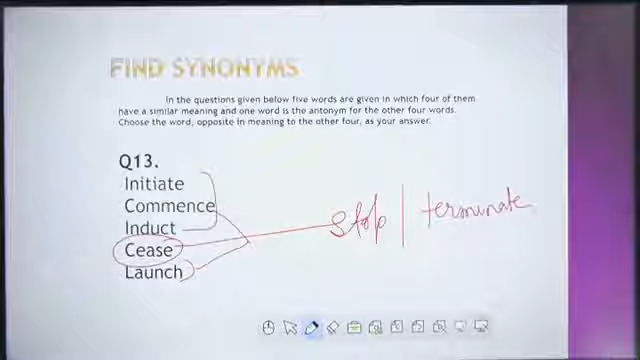 FIND SYNONYMS
In the questions given below five words are given in which four of them
have a similar meaning and one word is the antonym for the other four words.
Choose the word, opposite in meaning to the other four, as your answer.
Q13.
Initiate
Commence
Induct
Cease
Launch
stop | terminate